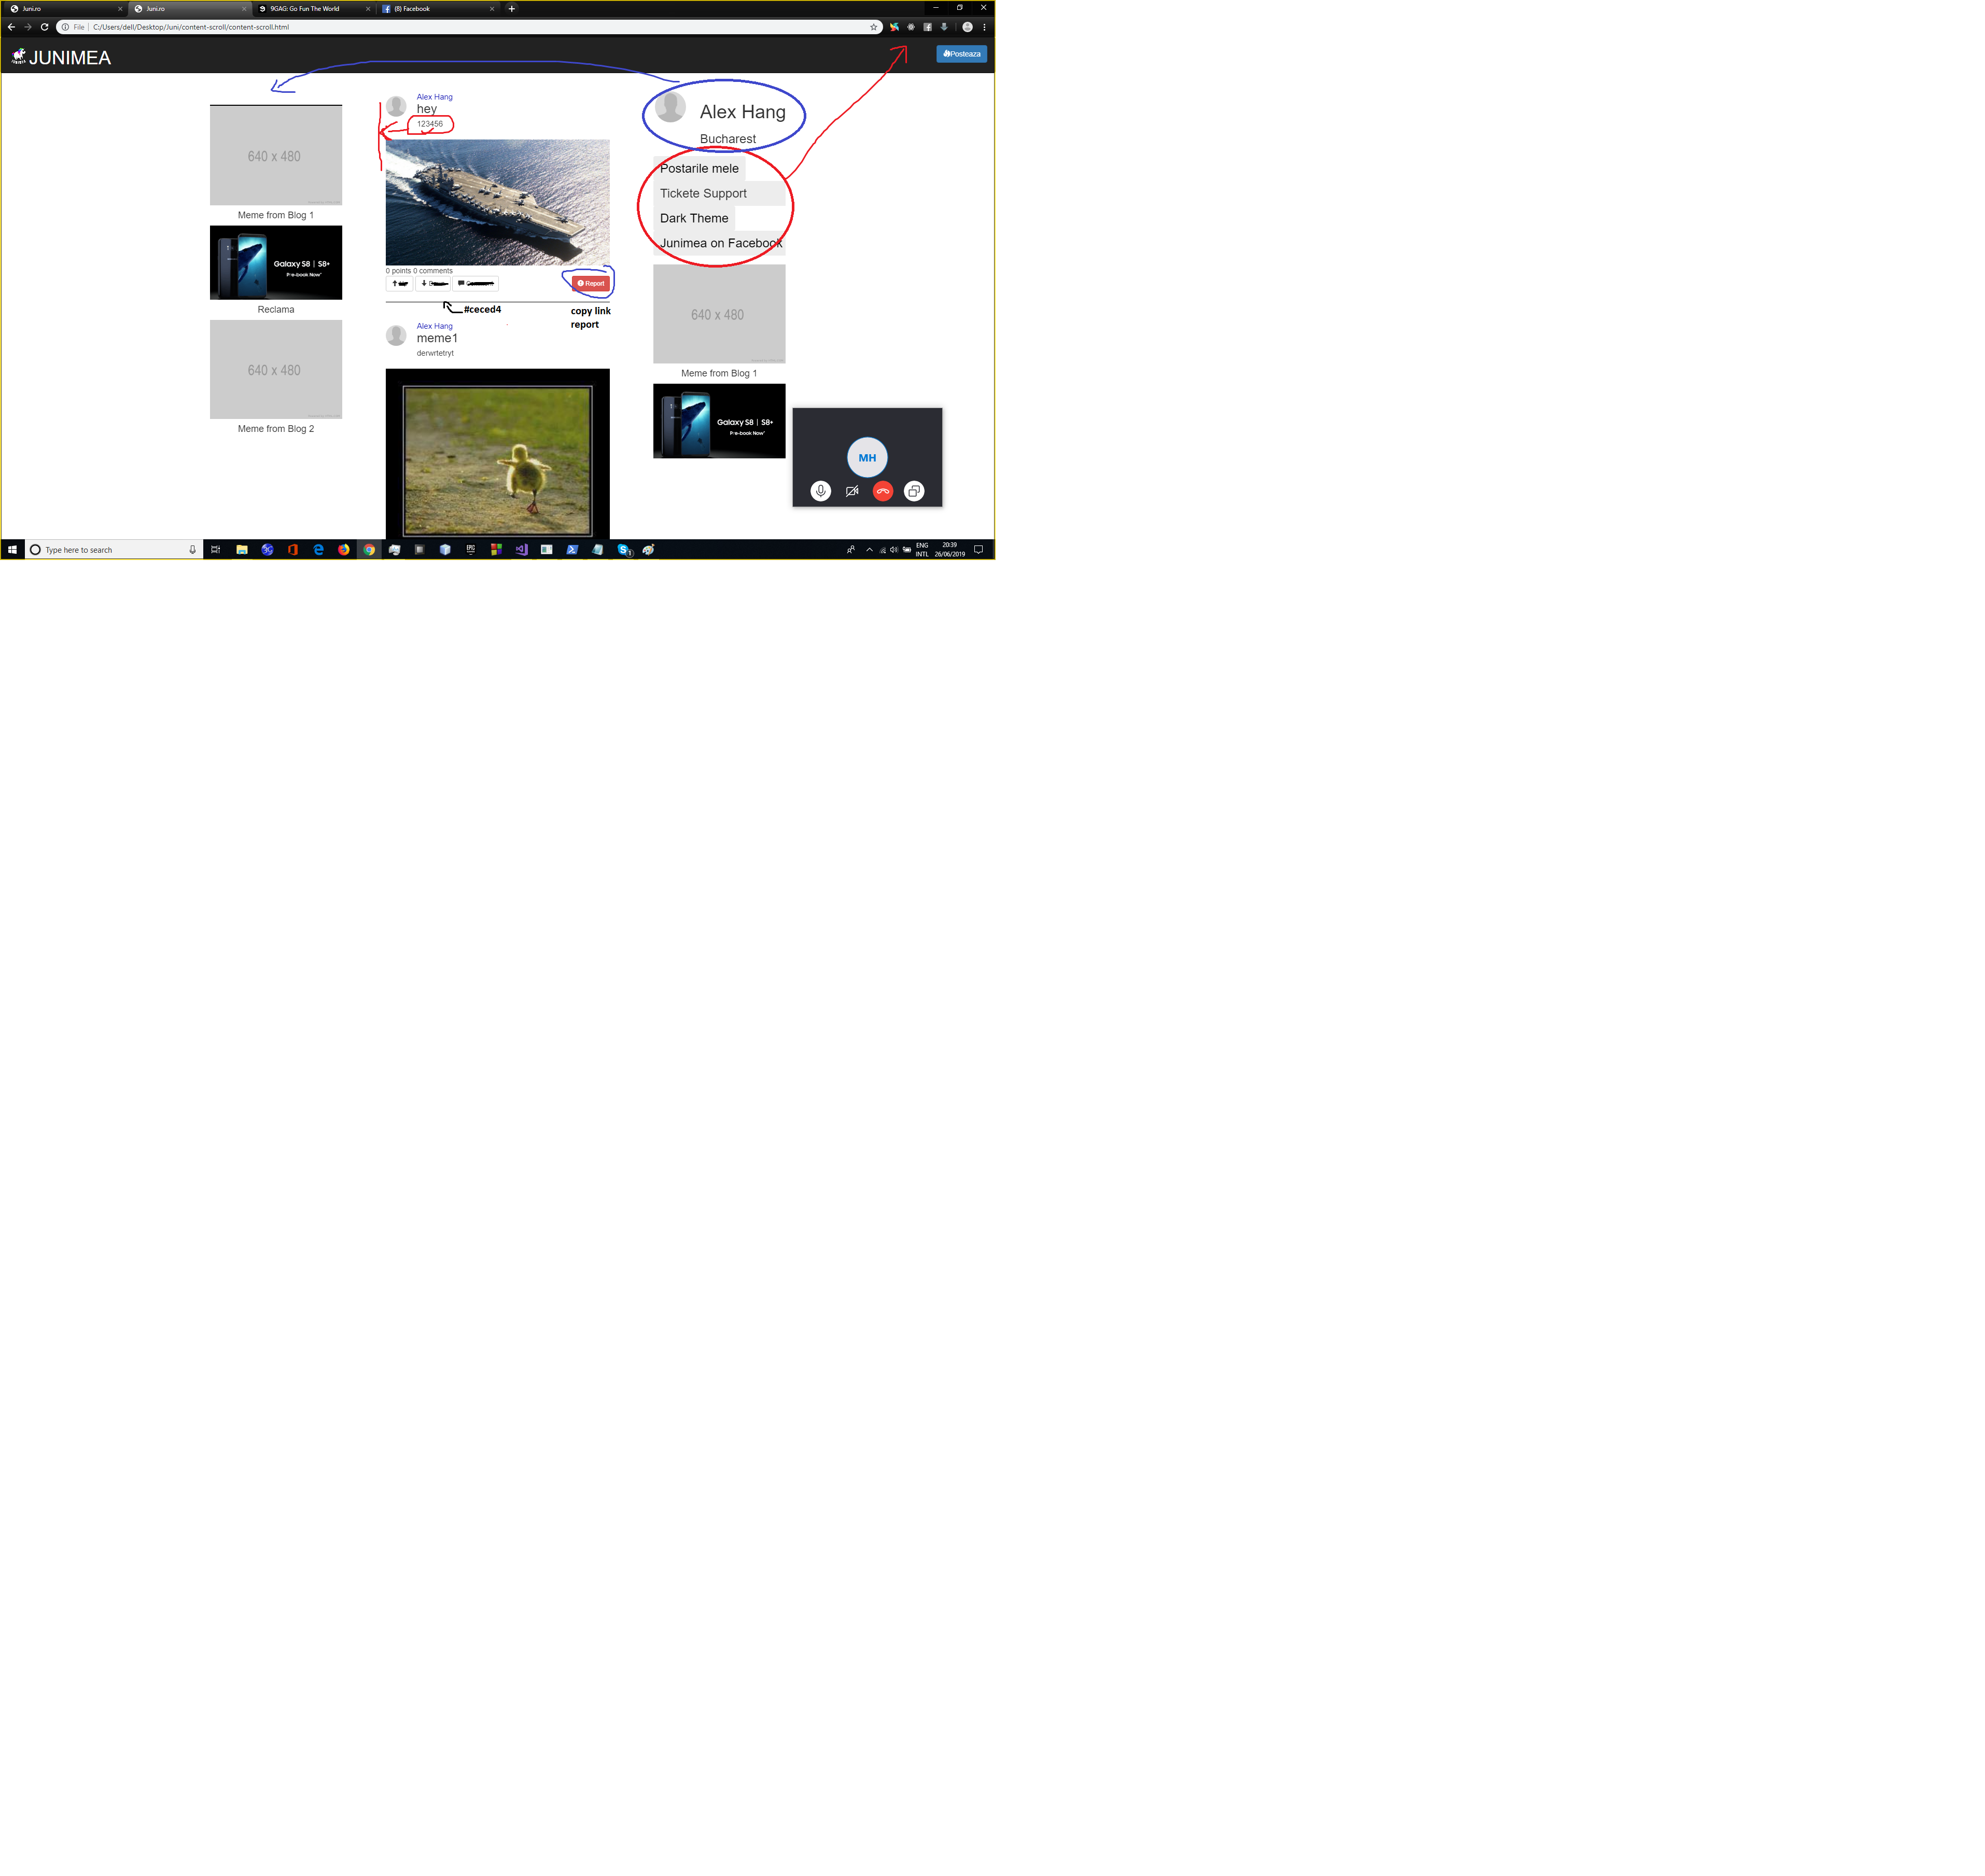 Juni.ro
Juni.ro
9GAG: Go Fun The World
(8) Facebook
File
C:/Users/dell/Desktop/Juni/content-scroll/content-scroll.html
JUNIMEA
Posteaza
640 x 480
Meme from Blog 1
Galaxy S8 | S8+
Pre-book Now*
Reclama
640 x 480
Meme from Blog 2
Alex Hang
hey
123456
0 points 0 comments
Report
#ceced4
copy link
report
Alex Hang
meme1
derwrtetryt
Alex Hang
Bucharest
Postarile mele
Tickete Support
Dark Theme
Junimea on Facebook
640 x 480
Meme from Blog 1
Galaxy S8 | S8+
Pre-book Now*
MH
Type here to search
EPIC
1
ENG
INTL
20:39
26/06/2019